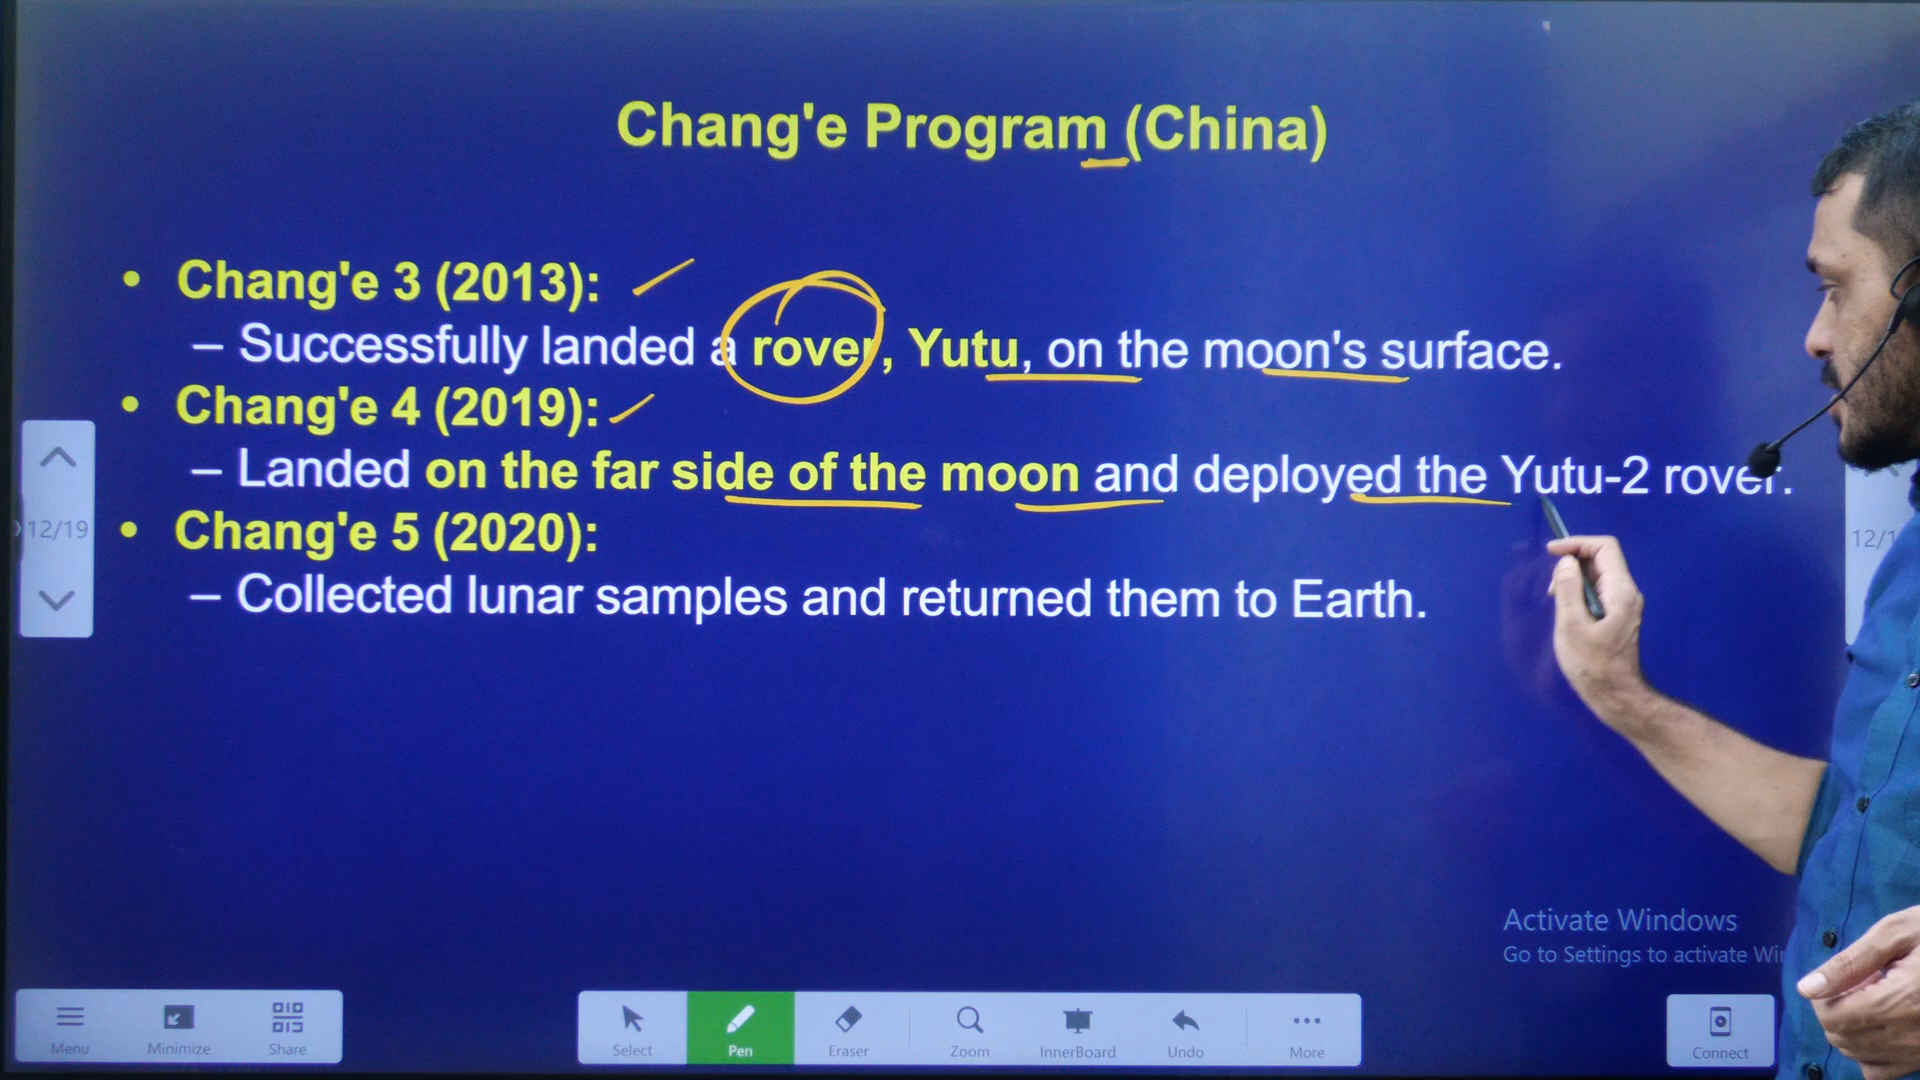 Chang'e Program (China)
• Chang'e 3 (2013):
– Successfully landed a rover, Yutu, on the moon's surface.
• Chang'e 4 (2019):
– Landed on the far side of the moon and deployed the Yutu-2 rover.
• Chang'e 5 (2020):
– Collected lunar samples and returned them to Earth.
12/19
12/1
Activate Windows
Go to Settings to activate Wi
Menu Minimize Share Select Pen Eraser Zoom InnerBoard Undo More Connect